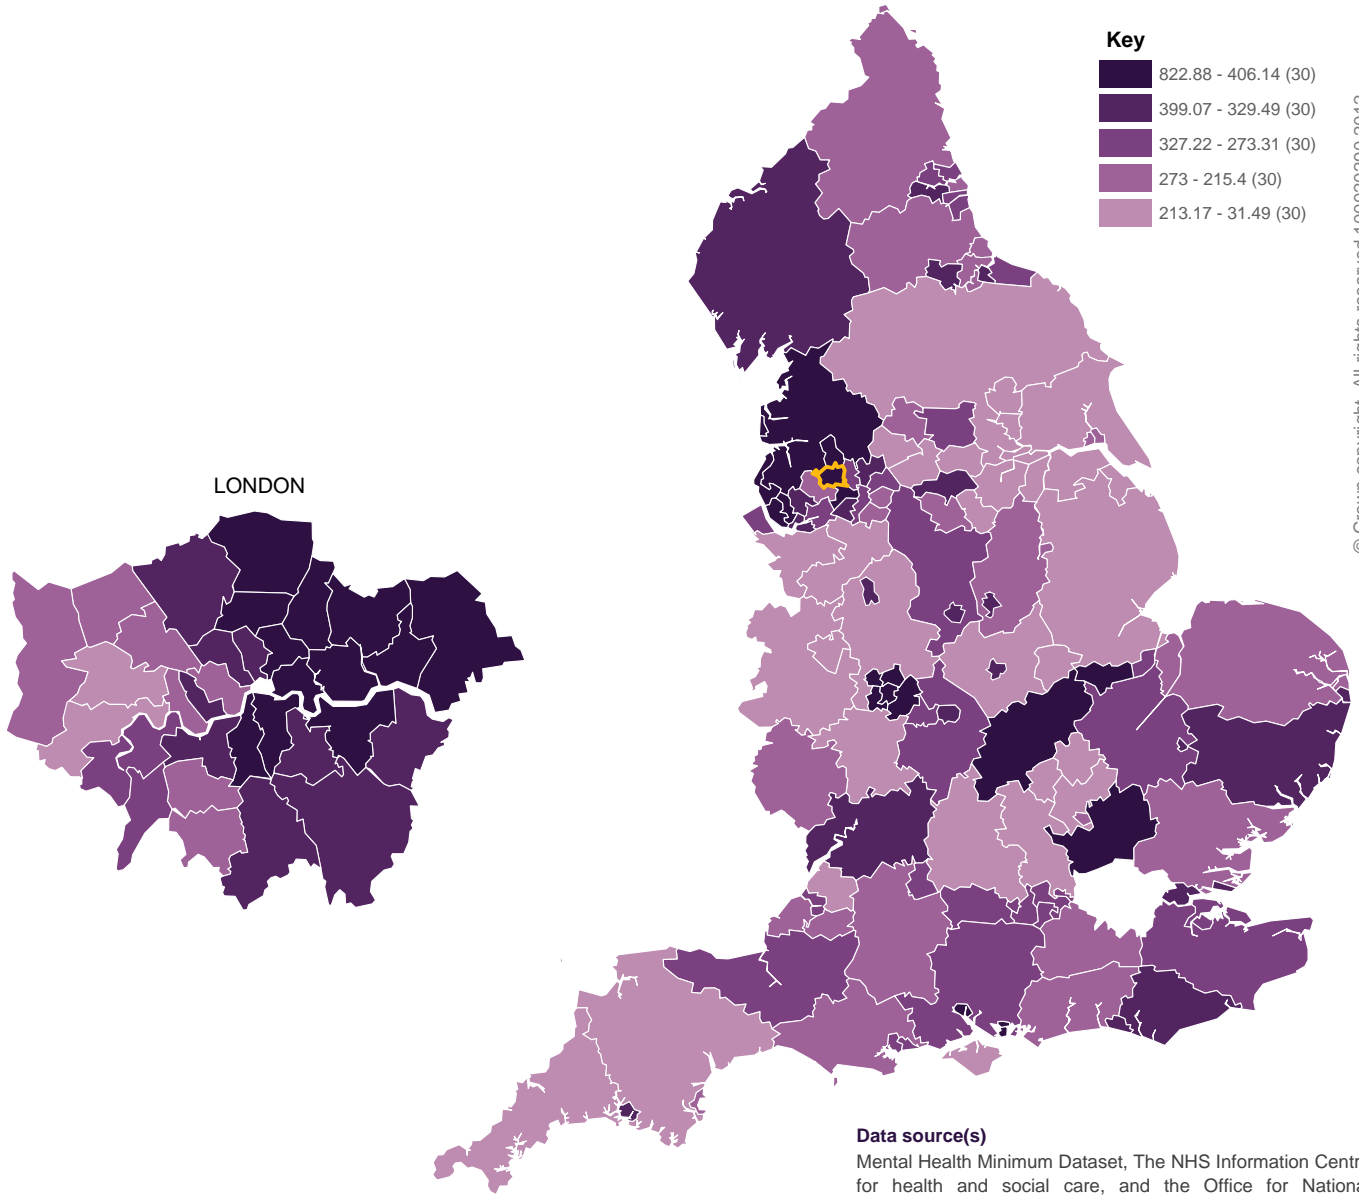 Key
822.88 - 406.14 (30)
399.07 - 329.49 (30)
327.22 - 273.31 (30)
273 - 215.4 (30)
213.17 - 31.49 (30)
LONDON
Data source(s)
Mental Health Minimum Dataset, The NHS Information Centr
for health and social care, and the Office for Nationa